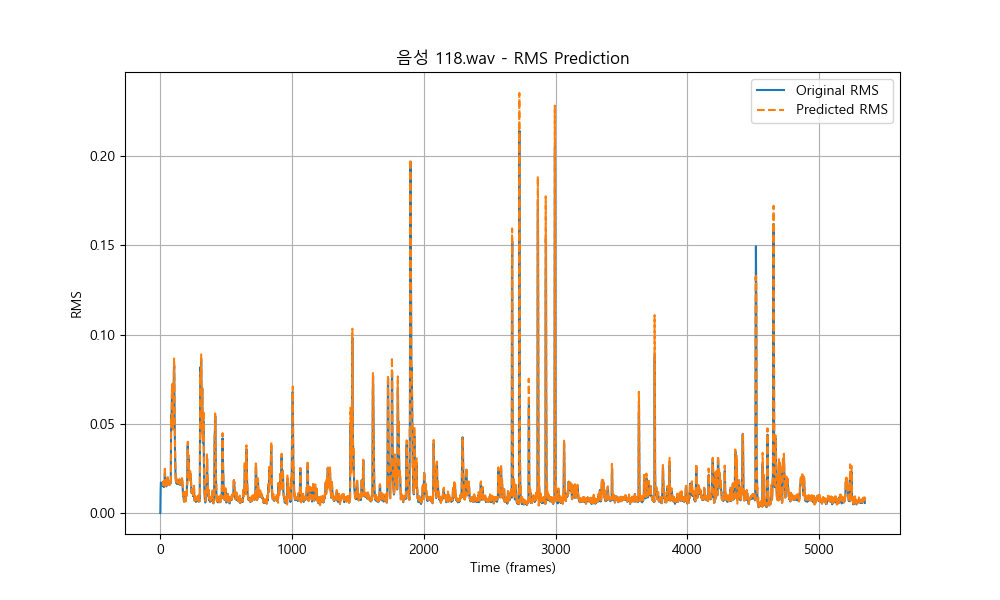 음성 118.wav - RMS Prediction
Original RMS
Predicted RMS
RMS
0.20
0.15
0.10
0.05
0.00
0 1000 2000 3000 4000 5000
Time (frames)